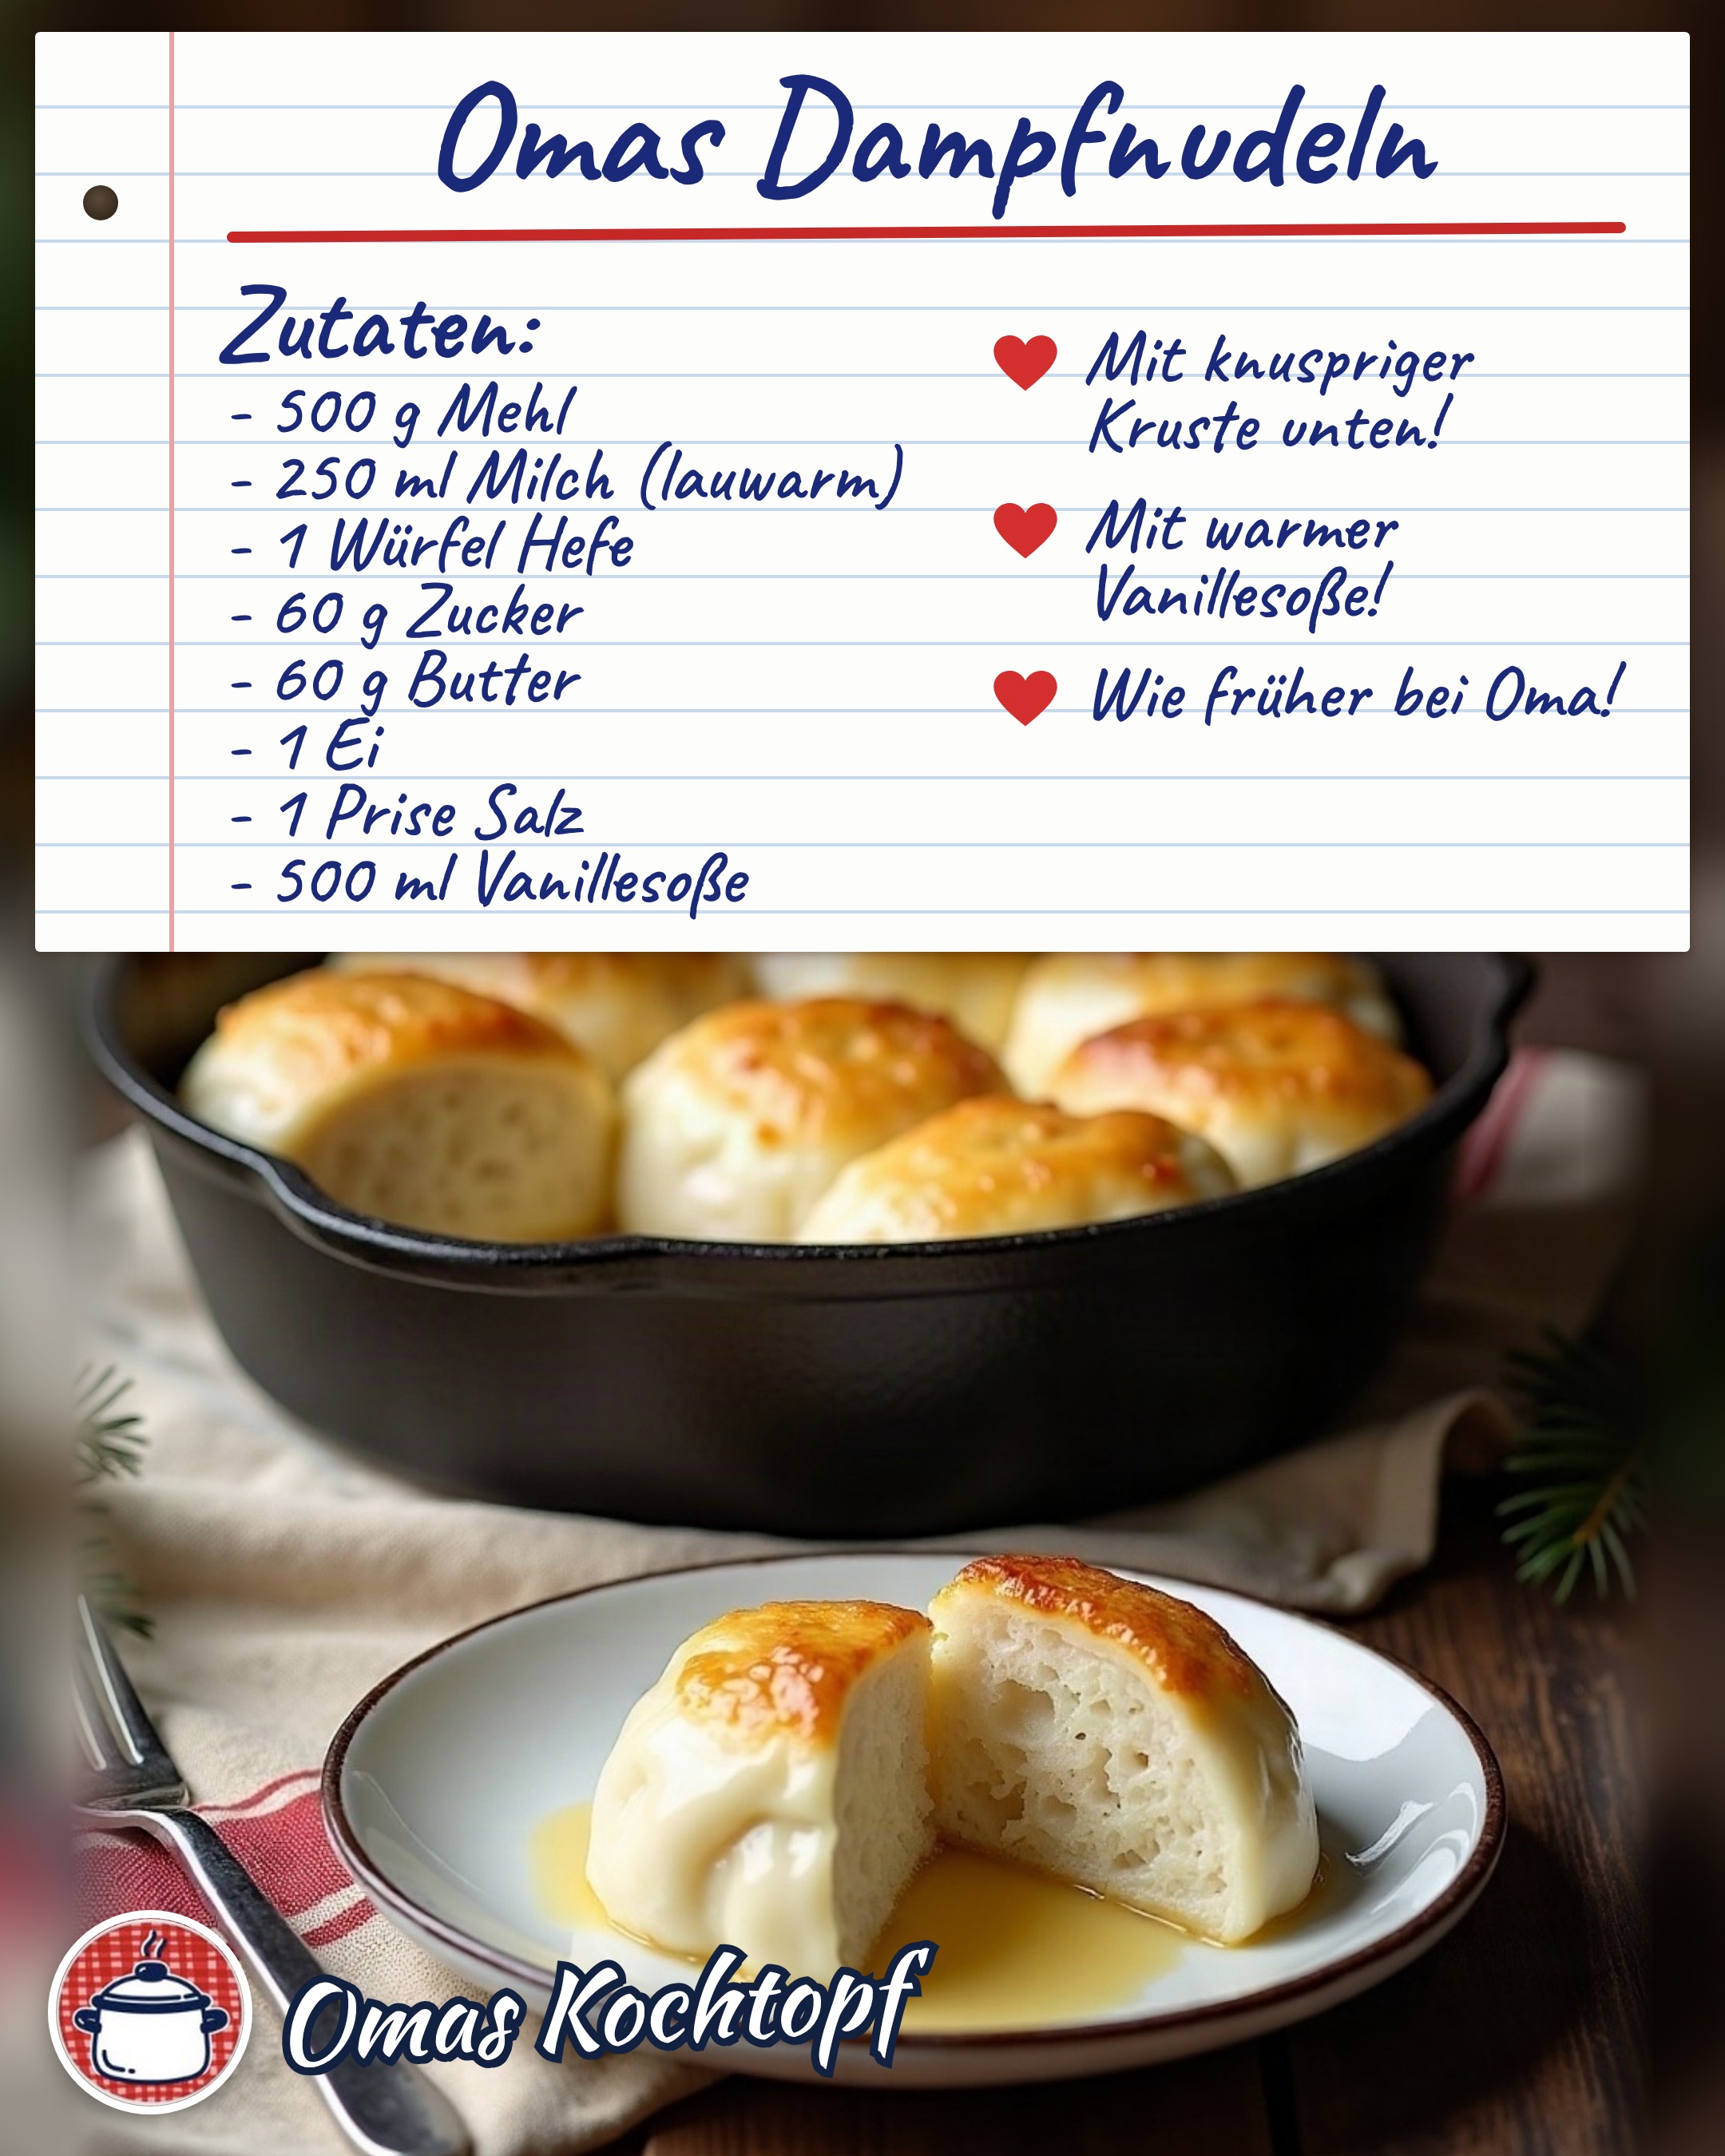 Omas Dampfnudeln
Zutaten:
- 500 g Mehl
- 250 ml Milch (lauwarm)
- 1 Würfel Hefe
- 60 g Zucker
- 60 g Butter
- 1 Ei
- 1 Prise Salz
- 500 ml Vanillesoße
Mit knuspriger
Kruste unten!
Mit warmer
Vanillesoße!
Wie früher bei Oma!
Omas Kochtopf